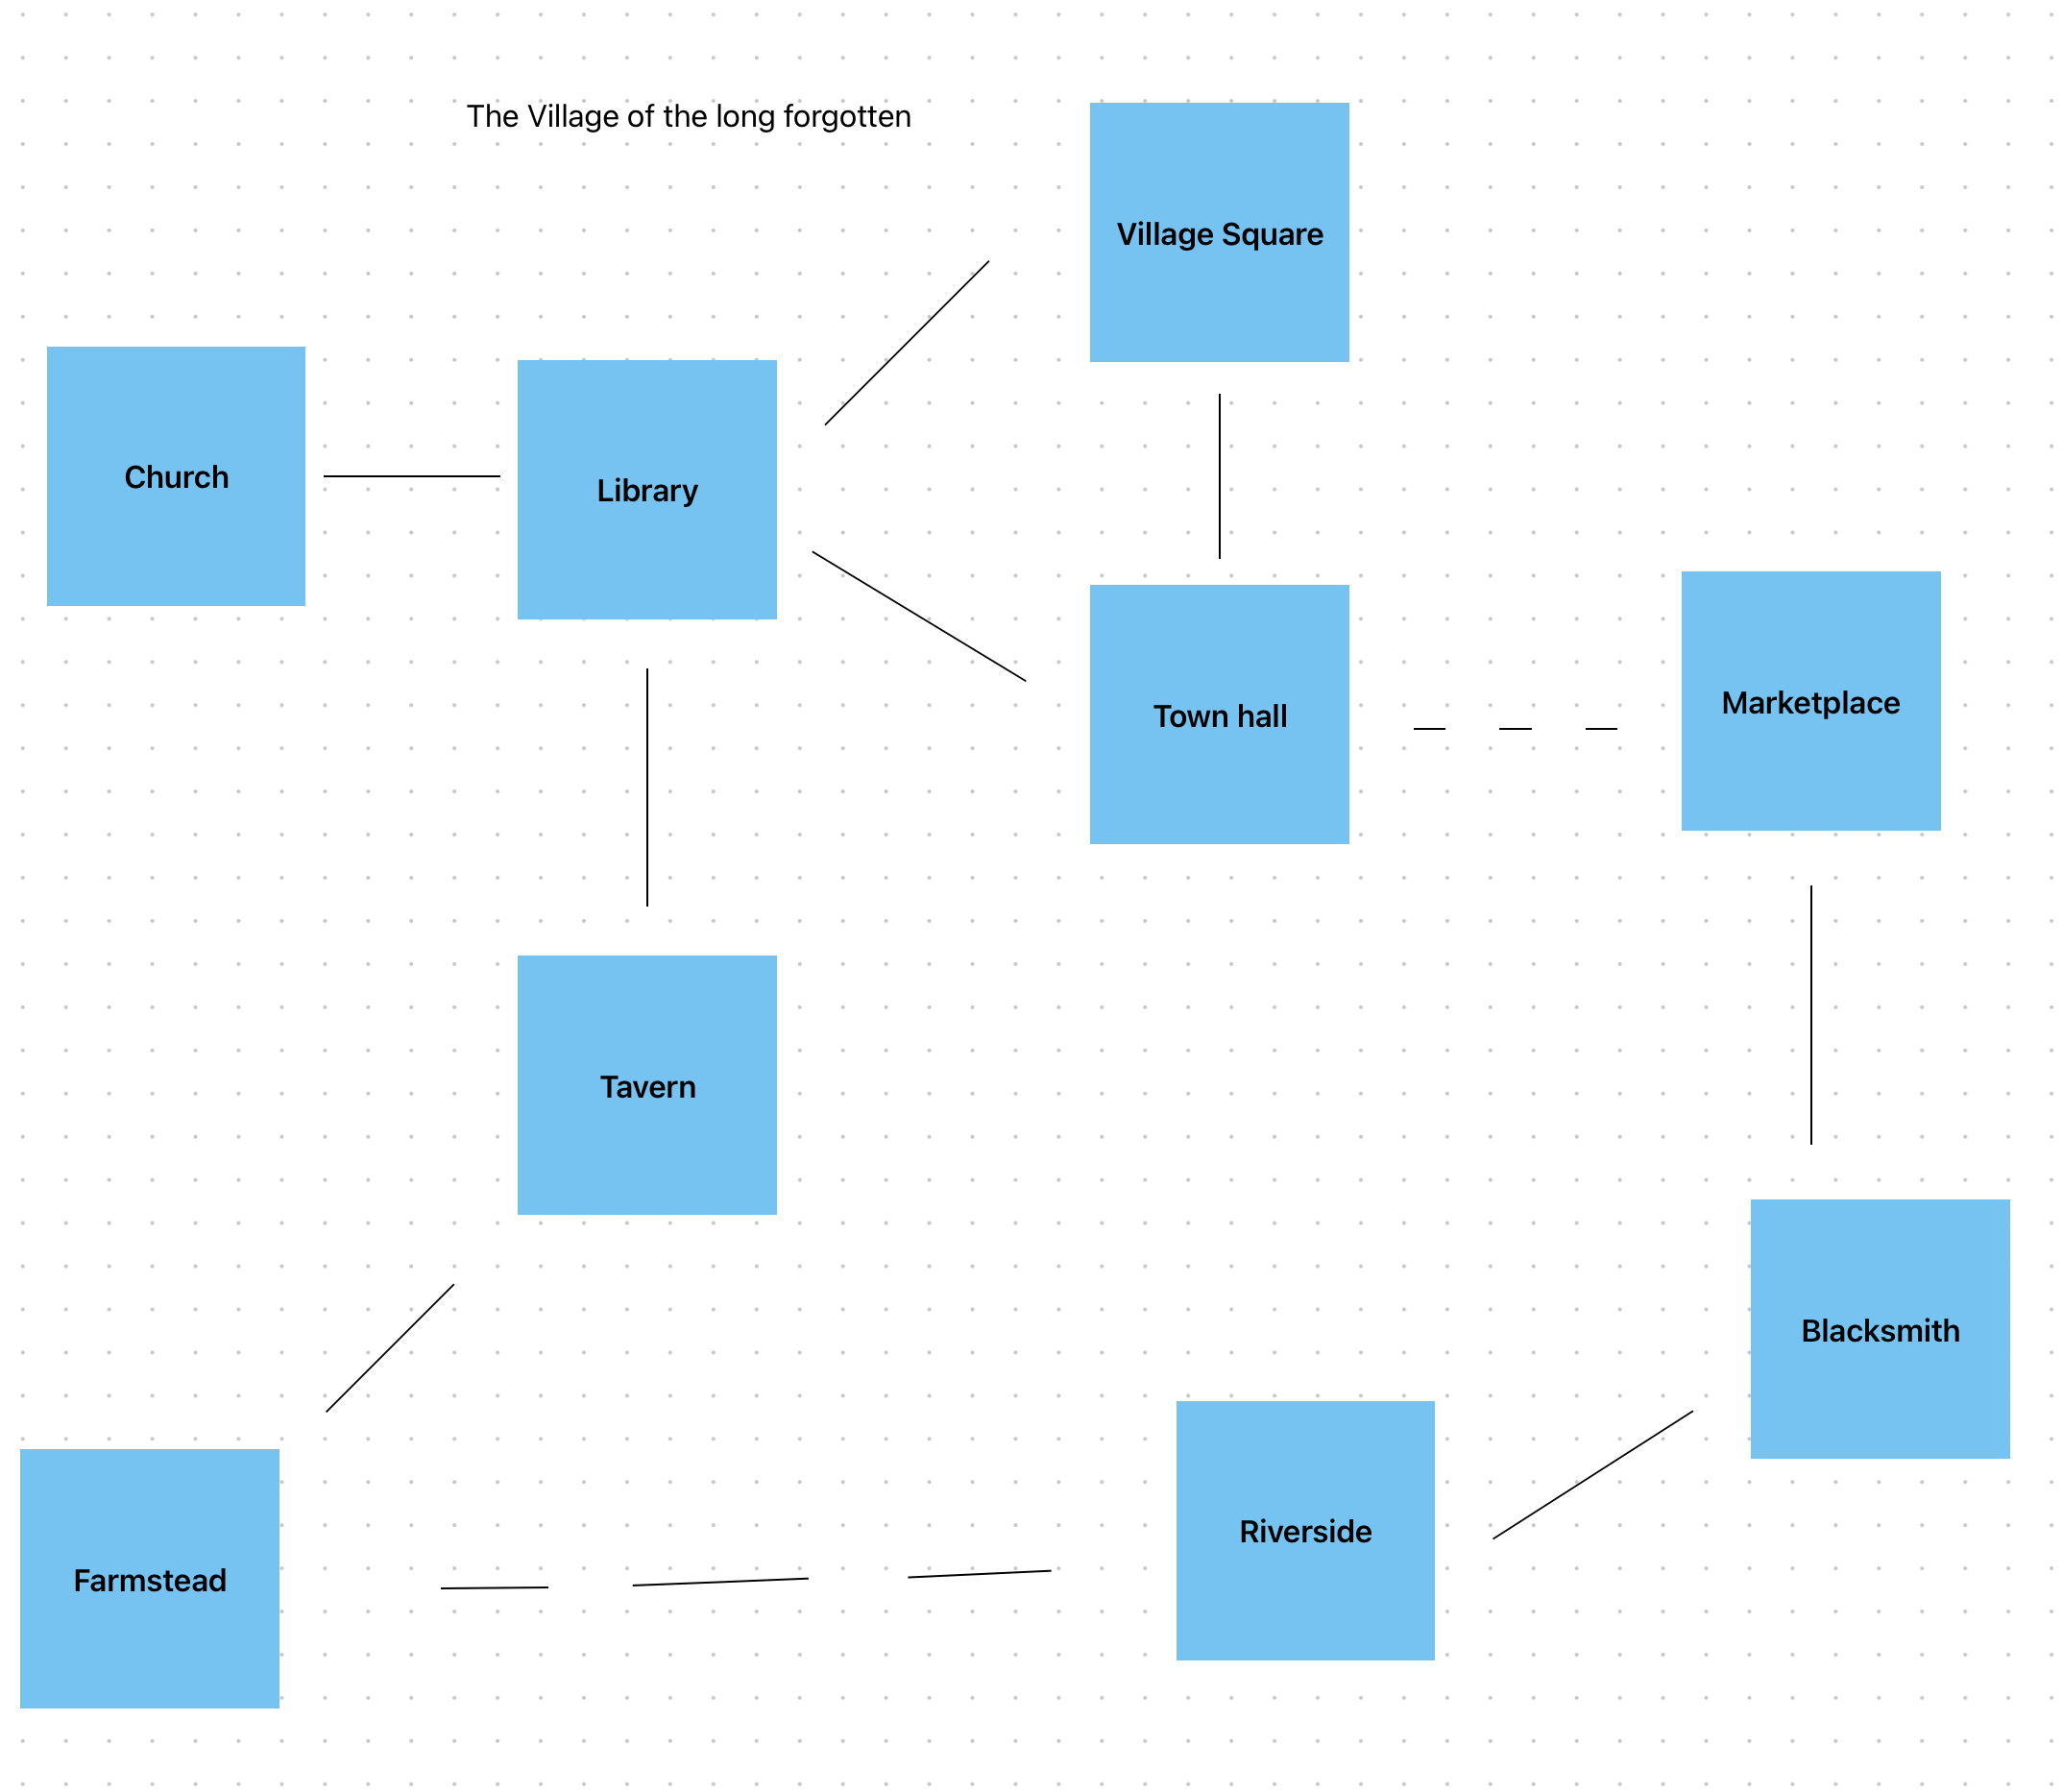 The Village of the long forgotten
Village Square
Church
Library
Town hall
Marketplace
Tavern
Blacksmith
Riverside
Farmstead